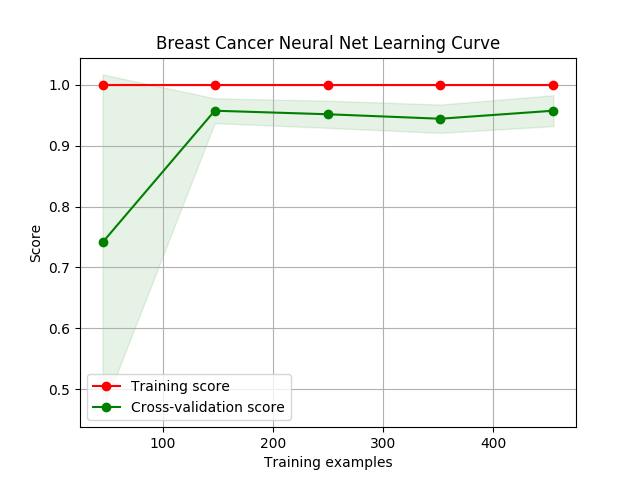 Breast Cancer Neural Net Learning Curve
1.0
0.9
0.8
0.7
0.6
0.5
Score
Training score
Cross-validation score
100 200 300 400
Training examples